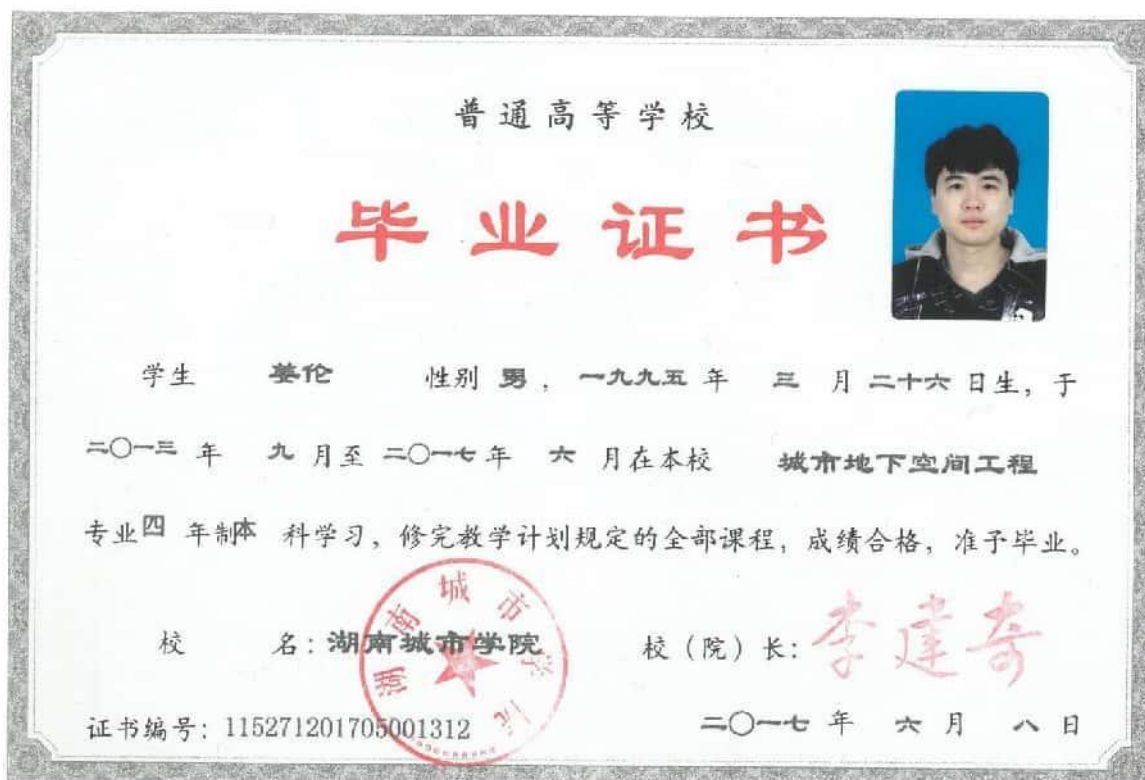 普通高等学校
毕业证书
学生 姜伦 性别 男，一九九五 年 三 月 二十六 日生，于
二〇一三 年 九 月至 二〇一七 年 六 月在本校 城市地下空间工程
专业 四 年制 本 科学习，修完教学计划规定的全部课程，成绩合格，准予毕业。
校 名：湖南城市学院 校（院）长：李建奇
湖南城市学院
证书编号：115271201705001312 二〇一七 年 六 月 八 日